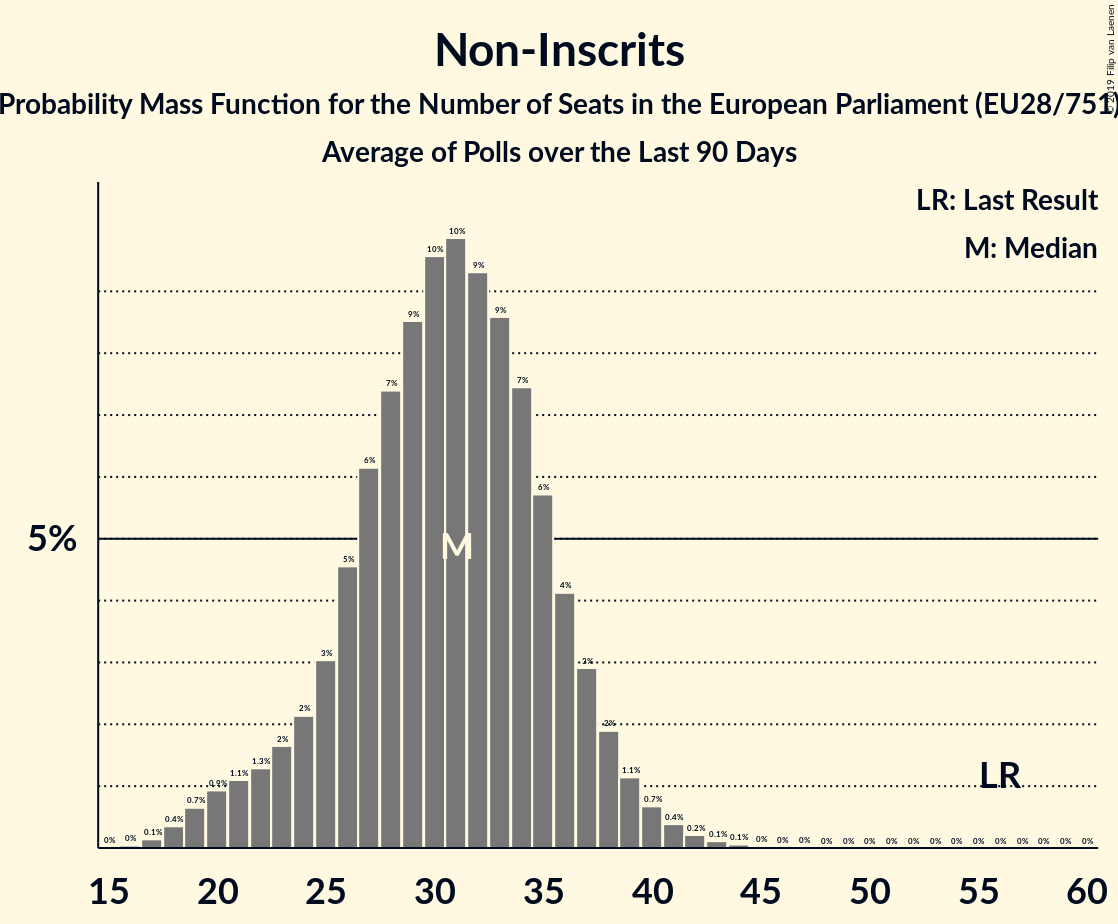 © 2019 Filip van Laenen
Non-Inscrits
Probability Mass Function for the Number of Seats in the European Parliament (EU28/751)
Average of Polls over the Last 90 Days
LR: Last Result
M: Median
5%
0% 0% 0.1% 0.4% 0.7% 0.9% 1.1% 1.3% 2% 2% 3% 5% 6% 7% 9% 10% 10% 9% 9% 7% 6% 4% 3% 2% 1.1% 0.7% 0.4% 0.2% 0.1% 0.1% 0% 0% 0% 0% 0% 0% 0% 0% 0% 0% 0% 0% 0% 0% 0% 0%
M
LR
15 20 25 30 35 40 45 50 55 60